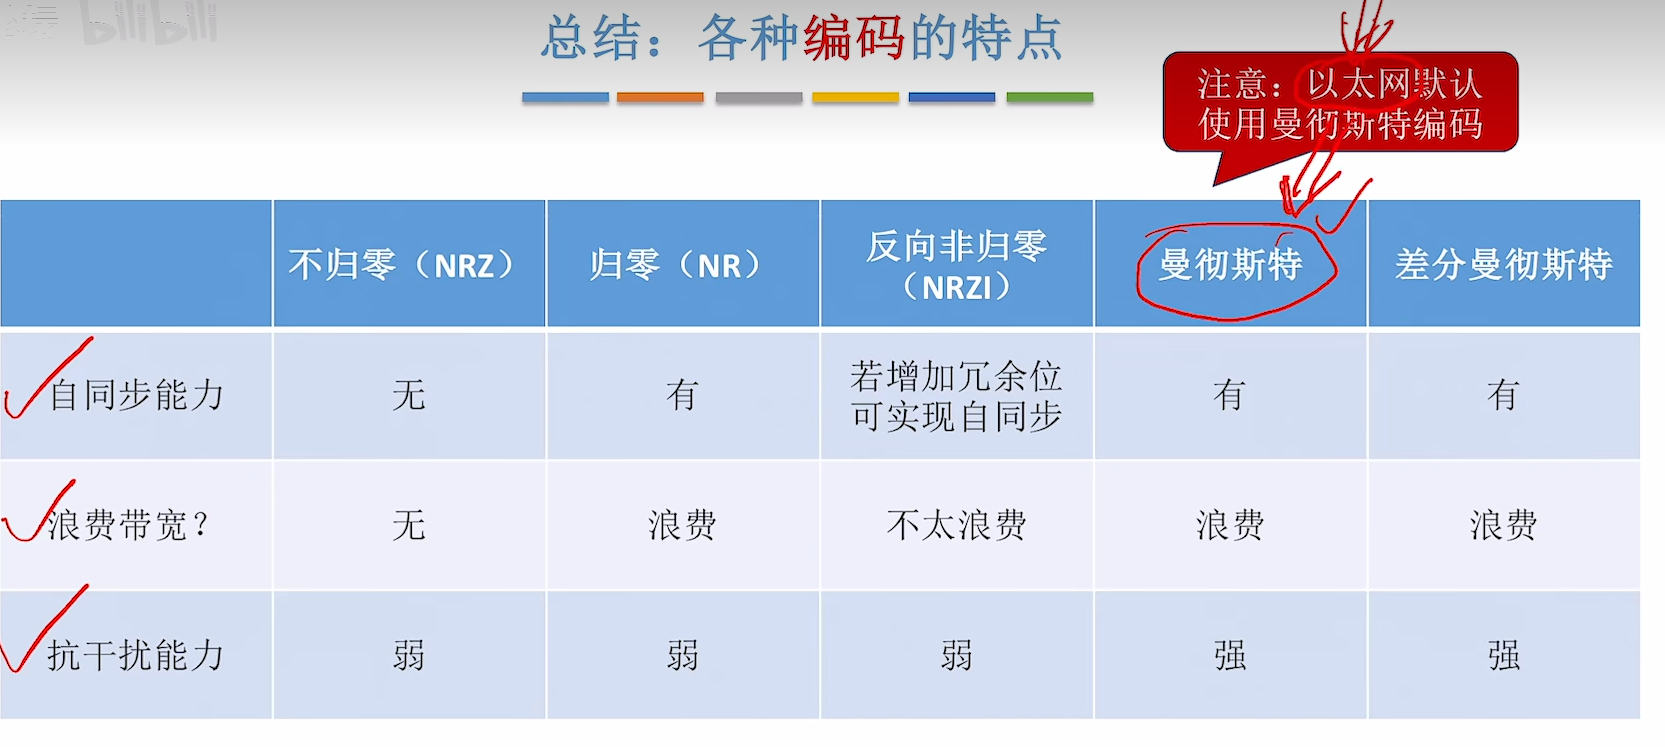 bilibili
总结：各种编码的特点
注意：以太网默认
使用曼彻斯特编码
不归零（NRZ）
归零（NR）
反向非归零
（NRZI）
曼彻斯特
差分曼彻斯特
自同步能力
无
有
若增加冗余位
可实现自同步
有
有
浪费带宽？
无
浪费
不太浪费
浪费
浪费
抗干扰能力
弱
弱
弱
强
强